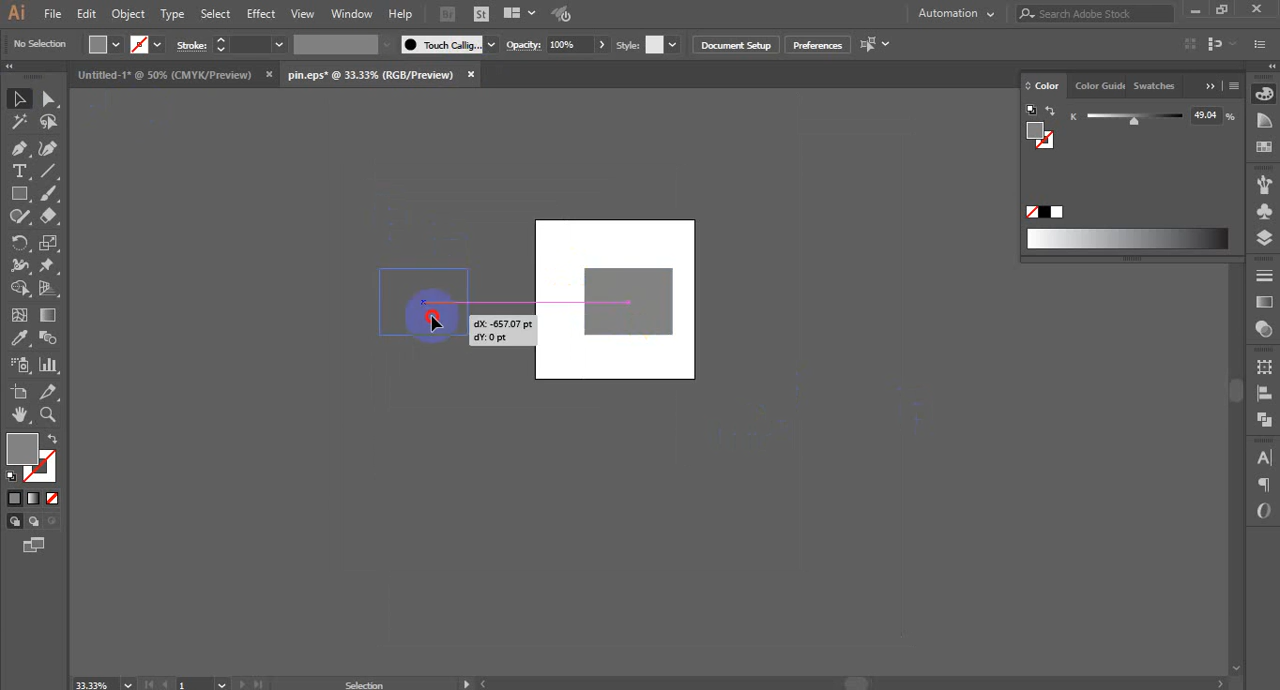 Ai File Edit Object Type Select Effect View Window Help Br St Automation Search Adobe Stock
No Selection Stroke: Touch Callig... Opacity: 100% Style: Document Setup Preferences
Untitled-1* @ 50% (CMYK/Preview) pin.eps* @ 33.33% (RGB/Preview)
Color Color Guide Swatches
K 49.04 %
dX: -657.07 pt
dY: 0 pt
33.33% 1 Selection